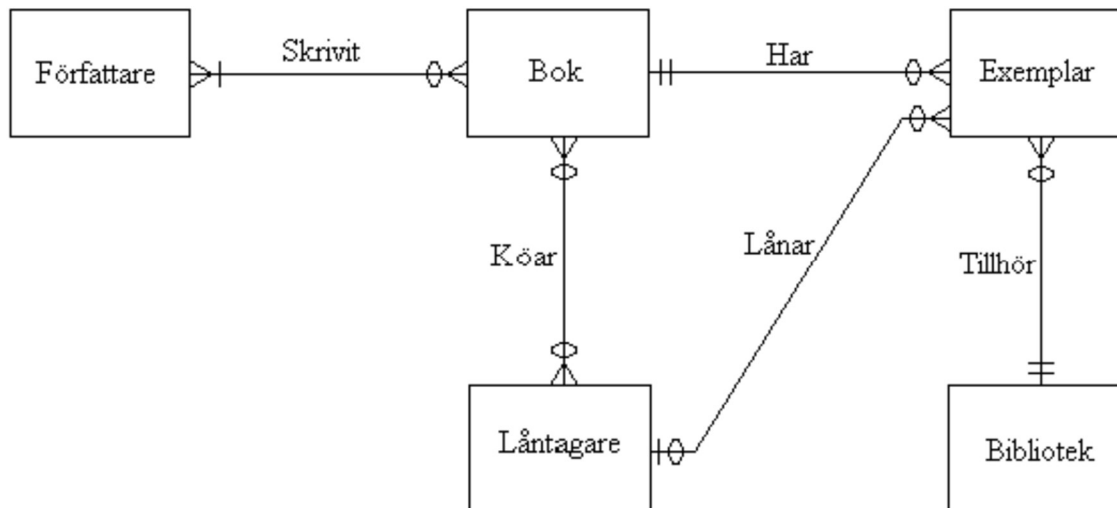 Författare
Skrivit
Bok
Har
Exemplar
Köar
Lånar
Tillhör
Låntagare
Bibliotek